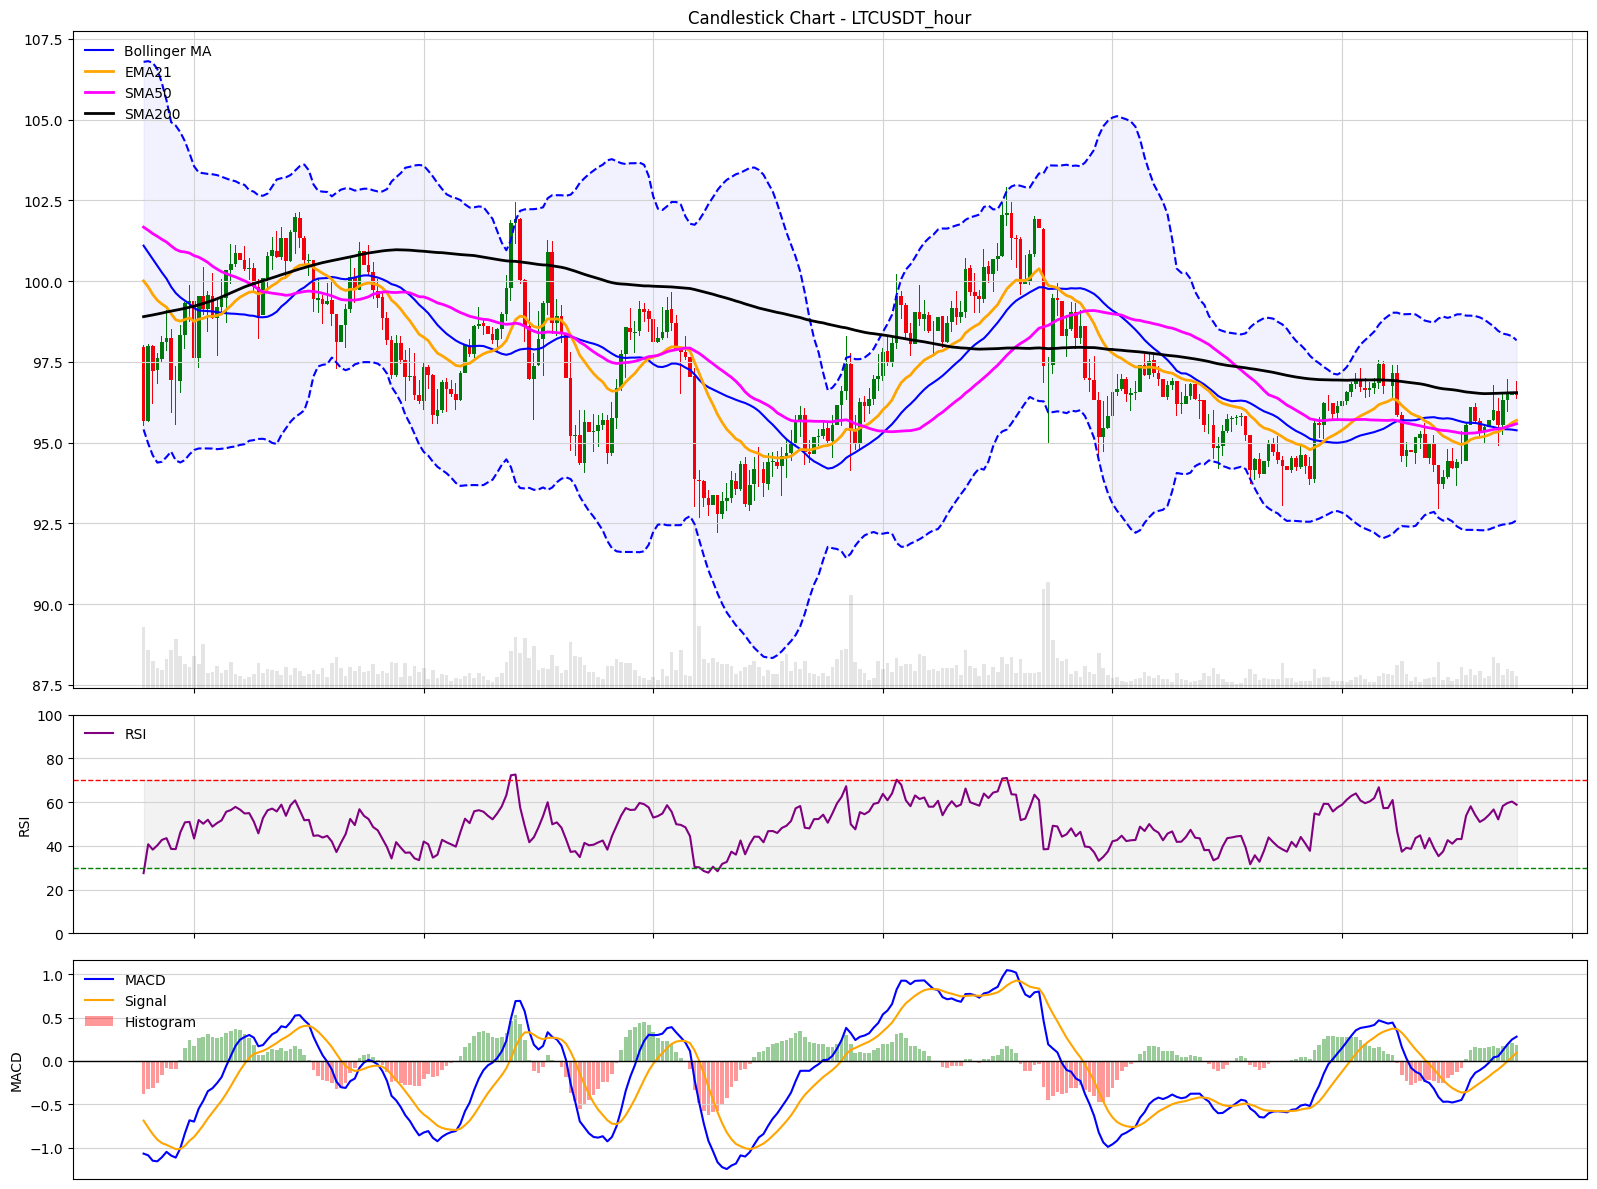 Candlestick Chart - LTCUSDT_hour
107.5
105.0
102.5
100.0
97.5
95.0
92.5
90.0
87.5
Bollinger MA
EMA21
SMA50
SMA200
100
80
60
40
20
0
RSI
RSI
1.0
0.5
0.0
−0.5
−1.0
MACD
MACD
Signal
Histogram